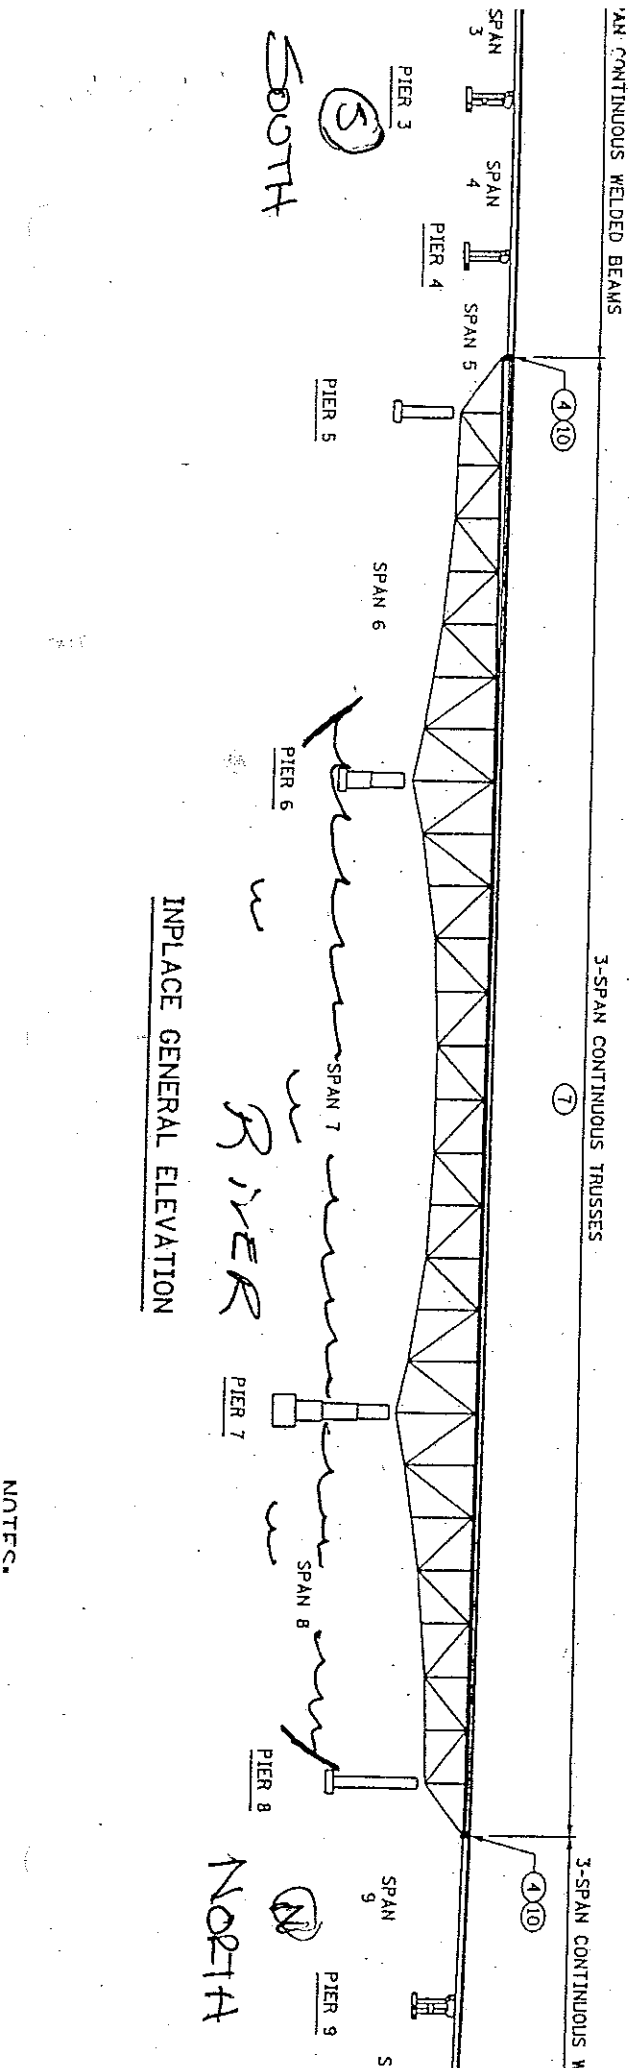 'AN CONTINUOUS WELDED BEAMS
3-SPAN CONTINUOUS TRUSSES
7
3-SPAN CONTINUOUS W
4 10
4 10
SPAN 3
SPAN 4
SPAN 5
SPAN 6
SPAN 7
SPAN 8
SPAN 9
S
PIER 3
PIER 4
PIER 5
PIER 6
PIER 7
PIER 8
PIER 9
S
SOUTH
RIVER
N
NORTH
INPLACE GENERAL ELEVATION
NOTES: